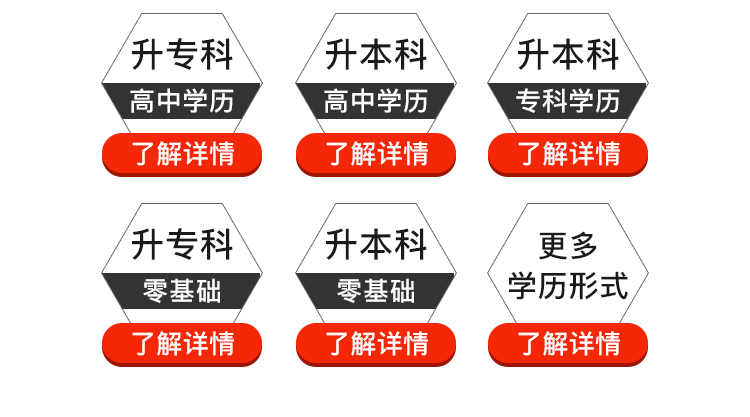 升专科
高中学历
了解详情
升本科
高中学历
了解详情
升本科
专科学历
了解详情
升专科
零基础
了解详情
升本科
零基础
了解详情
更多
学历形式
了解详情